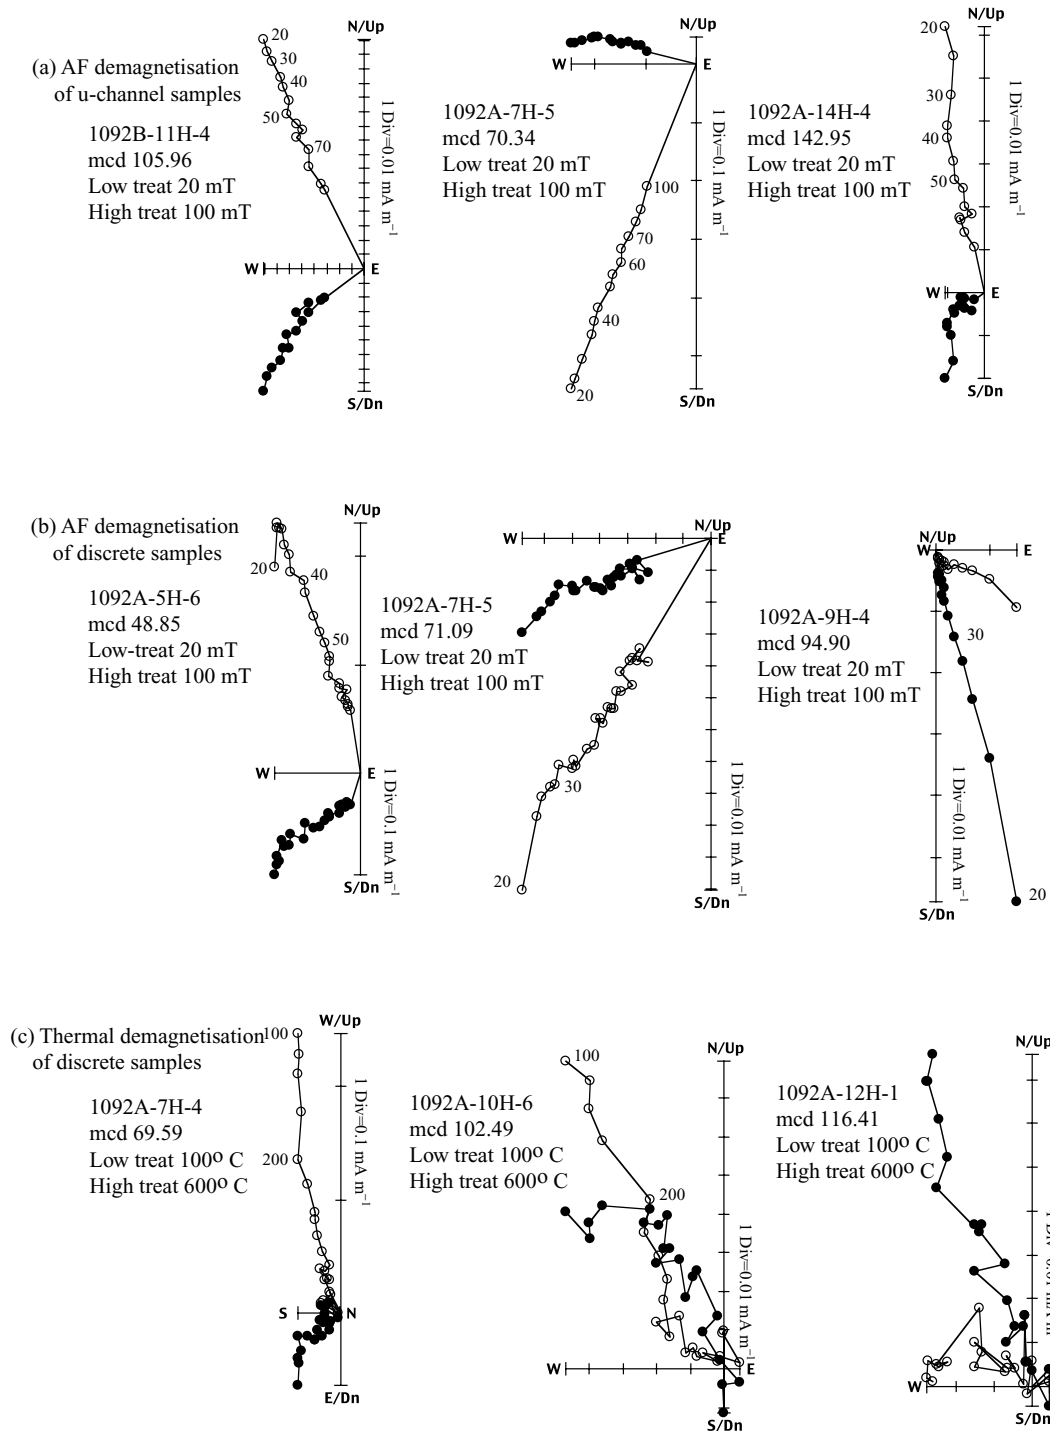 (a) AF demagnetisation
of u-channel samples
1092B-11H-4
mcd 105.96
Low treat 20 mT
High treat 100 mT
N/Up
20
30
40
50
70
1 Div=0.01 mA m⁻¹
W
E
S/Dn
1092A-7H-5
mcd 70.34
Low treat 20 mT
High treat 100 mT
N/Up
W
E
1 Div=0.1 mA m⁻¹
100
70
60
40
20
S/Dn
1092A-14H-4
mcd 142.95
Low treat 20 mT
High treat 100 mT
N/Up
20
30
40
50
1 Div=0.01 mA m⁻¹
W
E
S/Dn
(b) AF demagnetisation
of discrete samples
1092A-5H-6
mcd 48.85
Low-treat 20 mT
High treat 100 mT
N/Up
20
40
50
W
E
1 Div=0.1 mA m⁻¹
S/Dn
1092A-7H-5
mcd 71.09
Low treat 20 mT
High treat 100 mT
N/Up
W
E
30
20
1 Div=0.01 mA m⁻¹
S/Dn
1092A-9H-4
mcd 94.90
Low treat 20 mT
High treat 100 mT
N/Up
W
E
30
1 Div=0.01 mA m⁻¹
20
S/Dn
(c) Thermal demagnetisation
of discrete samples
1092A-7H-4
mcd 69.59
Low treat 100º C
High treat 600º C
W/Up
100
200
1 Div=0.1 mA m⁻¹
S
N
E/Dn
1092A-10H-6
mcd 102.49
Low treat 100º C
High treat 600º C
N/Up
100
200
1 Div=0.01 mA m⁻¹
W
E
S/Dn
1092A-12H-1
mcd 116.41
Low treat 100º C
High treat 600º C
N/Up
W
S/Dn